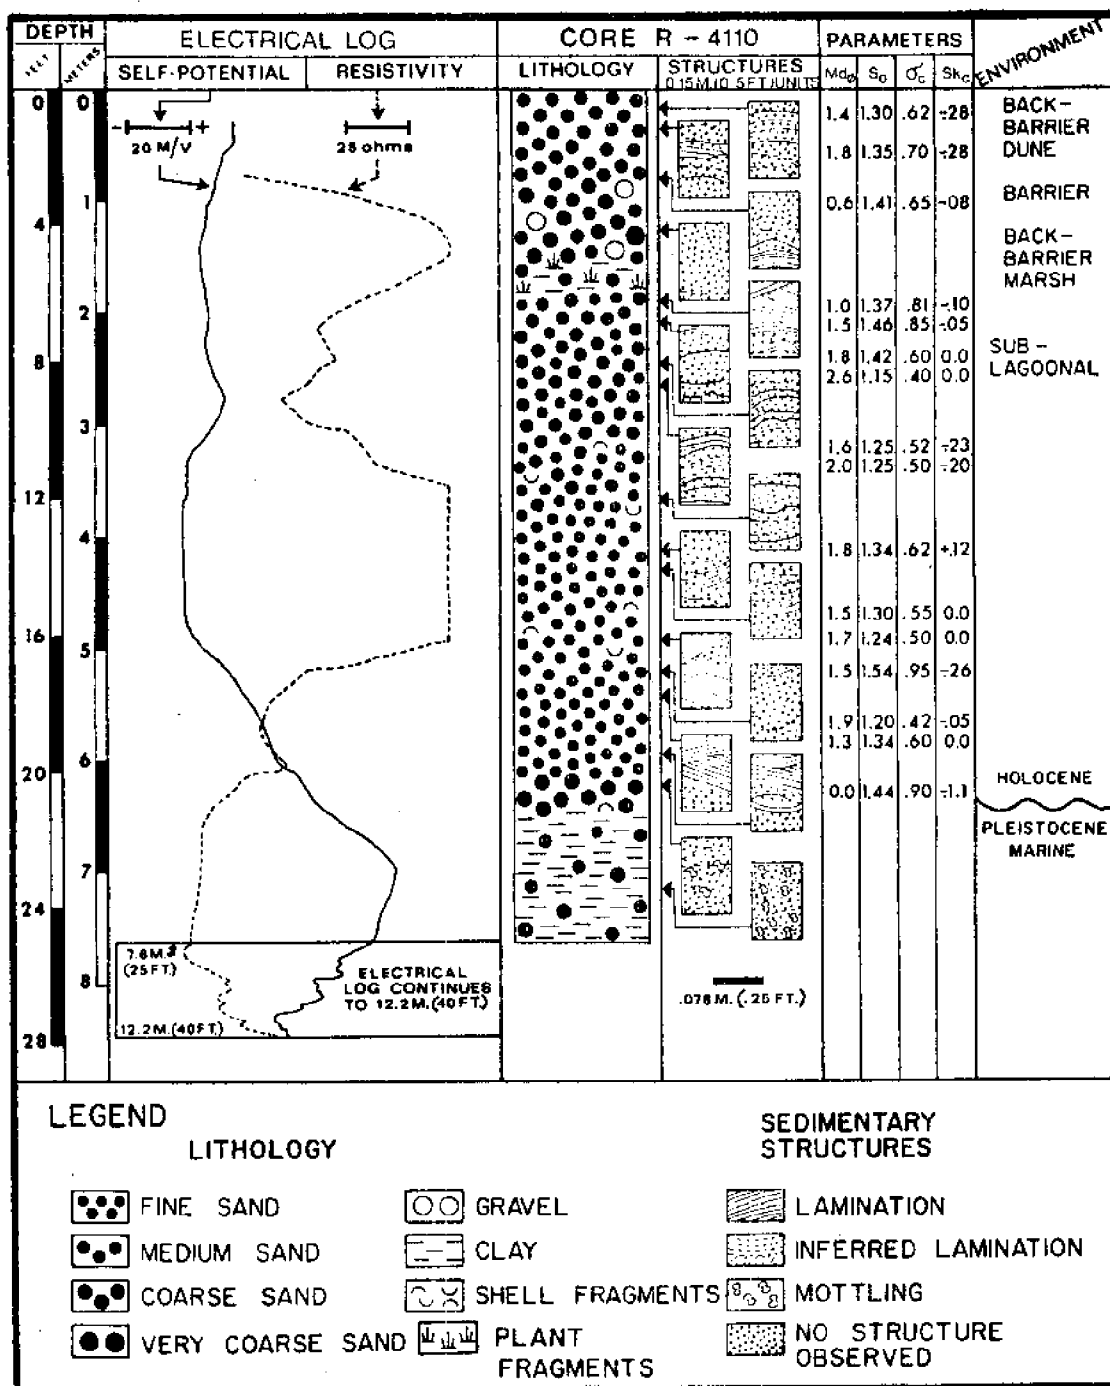 DEPTH
FEET
METERS
ELECTRICAL LOG
SELF-POTENTIAL
RESISTIVITY
CORE R - 4110
LITHOLOGY
STRUCTURES
0.15M.(0.5FT.)UNITS
PARAMETERS
Mdø So σc Skc
ENVIRONMENT
0 0
1
4
2
8
3
12
4
16
5
20
6
7
24
8
28
- +
20 M/V
25 ohms
7.6M.
(25FT.)
12.2M.(40FT.)
ELECTRICAL
LOG CONTINUES
TO 12.2M.(40FT.)
.076M.(.25FT.)
1.4 1.30 .62 -.28
1.8 1.35 .70 -.28
0.6 1.41 .65 -.08
1.0 1.37 .81 -.10
1.5 1.46 .85 -.05
1.8 1.42 .60 0.0
2.6 1.15 .40 0.0
1.6 1.25 .52 -.23
2.0 1.25 .50 -.20
1.8 1.34 .62 +.12
1.5 1.30 .55 0.0
1.7 1.24 .50 0.0
1.5 1.54 .95 -.26
1.9 1.20 .42 -.05
1.3 1.34 .60 0.0
0.0 1.44 .90 -1.1
BACK-
BARRIER
DUNE
BARRIER
BACK-
BARRIER
MARSH
SUB-
LAGOONAL
HOLOCENE
PLEISTOCENE
MARINE
LEGEND
LITHOLOGY
FINE SAND
MEDIUM SAND
COARSE SAND
VERY COARSE SAND
GRAVEL
CLAY
SHELL FRAGMENTS
PLANT
FRAGMENTS
SEDIMENTARY
STRUCTURES
LAMINATION
INFERRED LAMINATION
MOTTLING
NO STRUCTURE
OBSERVED